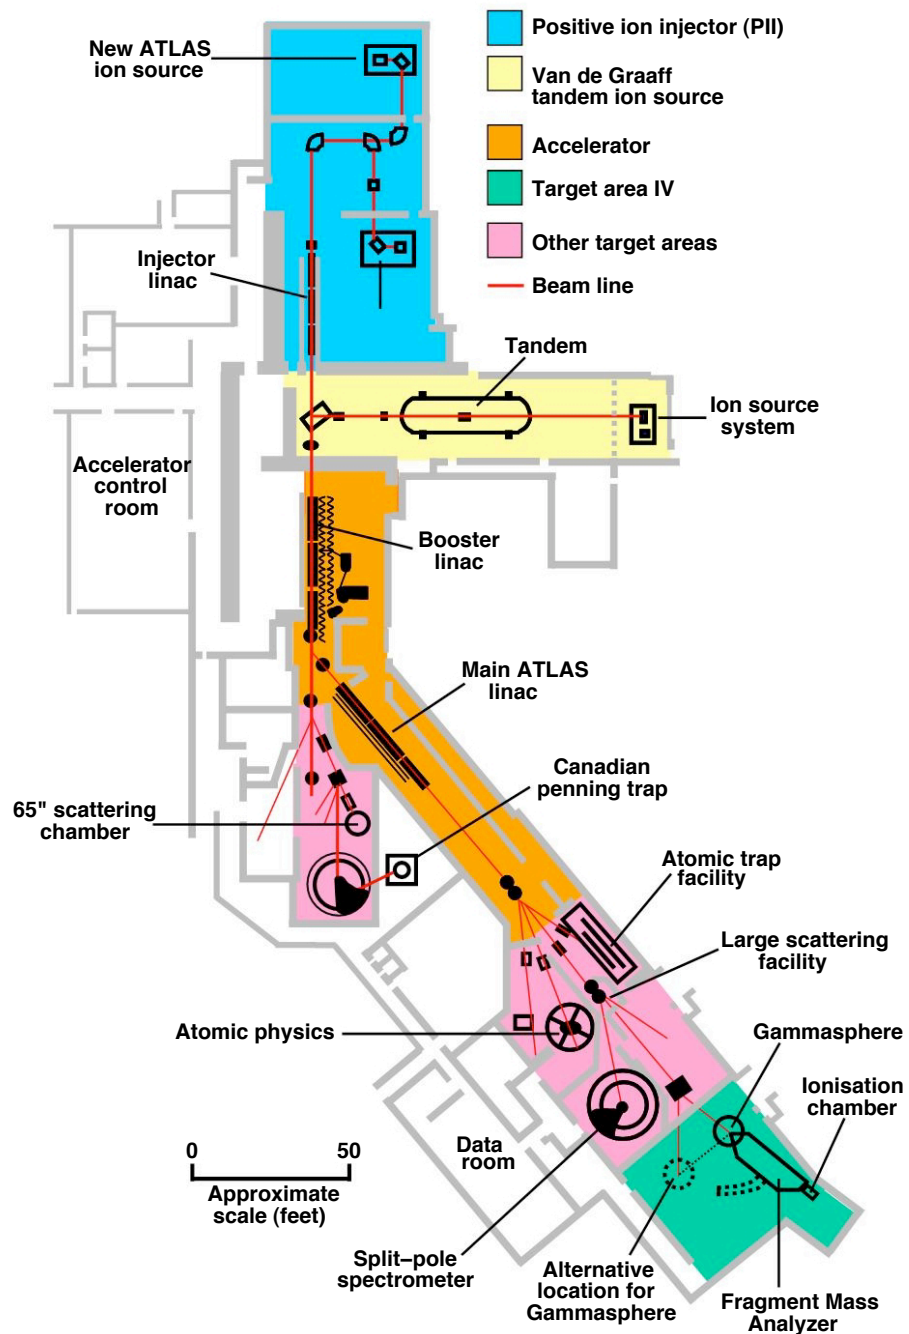 New ATLAS
ion source
Positive ion injector (PII)
Van de Graaff
tandem ion source
Accelerator
Target area IV
Other target areas
Beam line
Injector
linac
Tandem
Ion source
system
Accelerator
control
room
Booster
linac
Main ATLAS
linac
Canadian
penning trap
65" scattering
chamber
Atomic trap
facility
Large scattering
facility
Atomic physics
Gammasphere
Ionisation
chamber
Data
room
0 50
Approximate
scale (feet)
Split–pole
spectrometer
Alternative
location for
Gammasphere
Fragment Mass
Analyzer